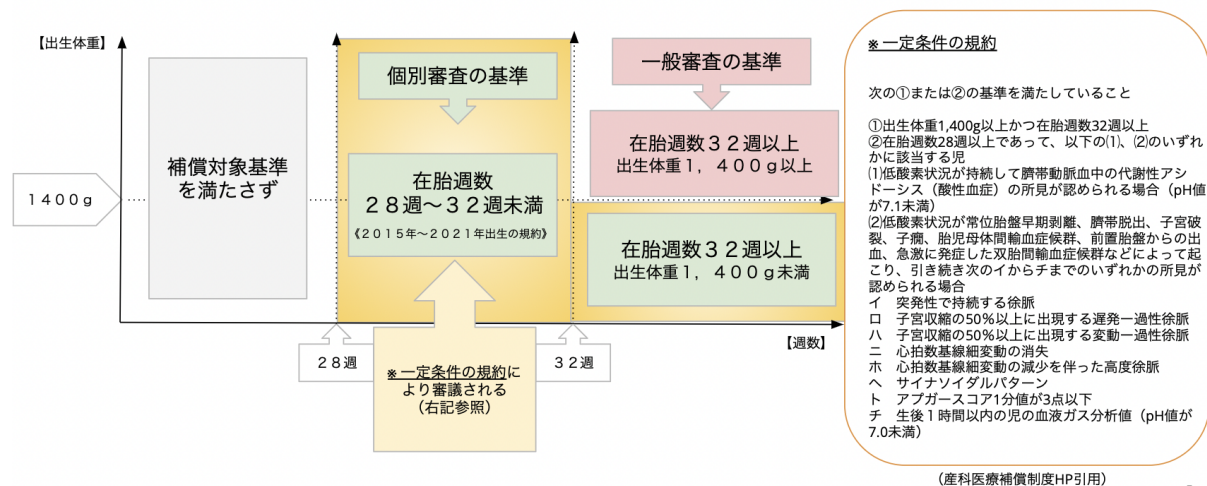 【出生体重】
1400g
補償対象基準
を満たさず
個別審査の基準
在胎週数
28週〜32週未満
《2015年〜2021年出生の規約》
一般審査の基準
在胎週数32週以上
出生体重1，400g以上
在胎週数32週以上
出生体重1，400g未満
【週数】
28週
32週
※一定条件の規約に
より審議される
（右記参照）
※一定条件の規約
次の①または②の基準を満たしていること
①出生体重1,400g以上かつ在胎週数32週以上
②在胎週数28週以上であって、以下の⑴、⑵のいずれ
かに該当する児
⑴低酸素状況が持続して臍帯動脈血中の代謝性アシ
ドーシス（酸性血症）の所見が認められる場合（pH値
が7.1未満）
⑵低酸素状況が常位胎盤早期剥離、臍帯脱出、子宮破
裂、子癇、胎児母体間輸血症候群、前置胎盤からの出
血、急激に発症した双胎間輸血症候群などによって起
こり、引き続き次のイからチまでのいずれかの所見が
認められる場合
イ　突発性で持続する徐脈
ロ　子宮収縮の50%以上に出現する遅発一過性徐脈
ハ　子宮収縮の50%以上に出現する変動一過性徐脈
ニ　心拍数基線細変動の消失
ホ　心拍数基線細変動の減少を伴った高度徐脈
ヘ　サイナソイダルパターン
ト　アプガースコア1分値が3点以下
チ　生後１時間以内の児の血液ガス分析値（pH値が
7.0未満）
（産科医療補償制度HP引用）